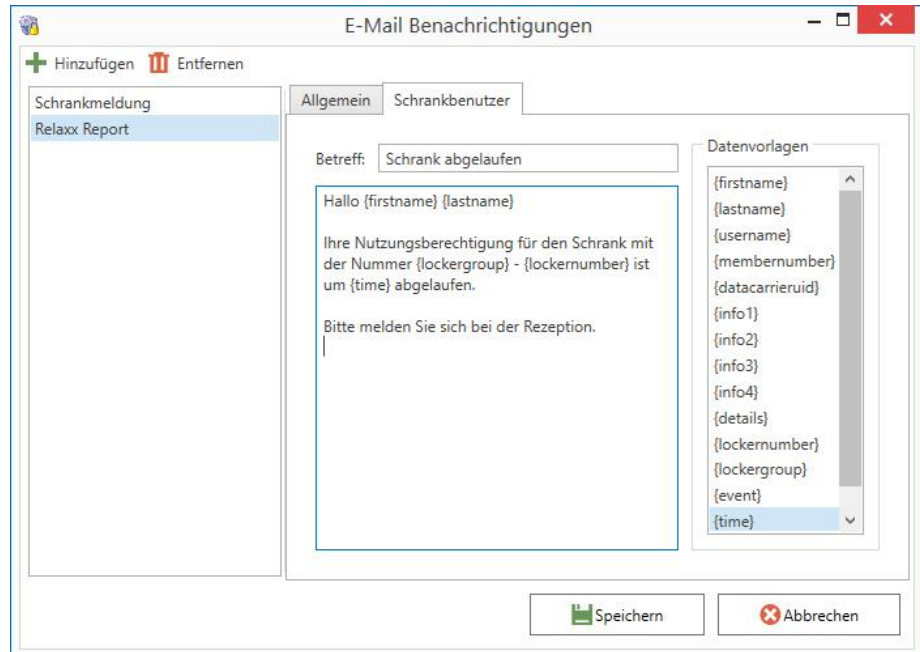 E-Mail Benachrichtigungen
Hinzufügen Entfernen
Schrankmeldung
Relaxx Report
Allgemein Schrankbenutzer
Betreff: Schrank abgelaufen
Hallo {firstname} {lastname}
Ihre Nutzungsberechtigung für den Schrank mit
der Nummer {lockergroup} - {lockernumber} ist
um {time} abgelaufen.
Bitte melden Sie sich bei der Rezeption.
Datenvorlagen
{firstname}
{lastname}
{username}
{membernumber}
{datacarrieruid}
{info1}
{info2}
{info3}
{info4}
{details}
{lockernumber}
{lockergroup}
{event}
{time}
Speichern Abbrechen